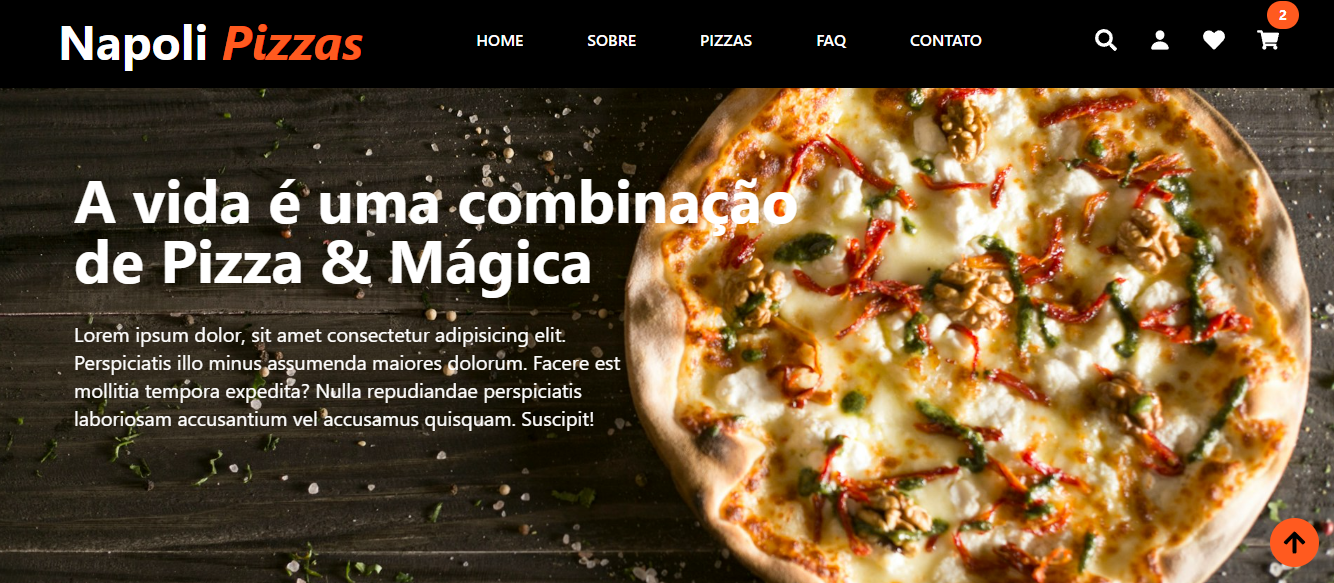 Napoli Pizzas
HOME
SOBRE
PIZZAS
FAQ
CONTATO
2
A vida é uma combinação
de Pizza & Mágica
Lorem ipsum dolor, sit amet consectetur adipisicing elit.
Perspiciatis illo minus assumenda maiores dolorum. Facere est
mollitia tempora expedita? Nulla repudiandae perspiciatis
laboriosam accusantium vel accusamus quisquam. Suscipit!